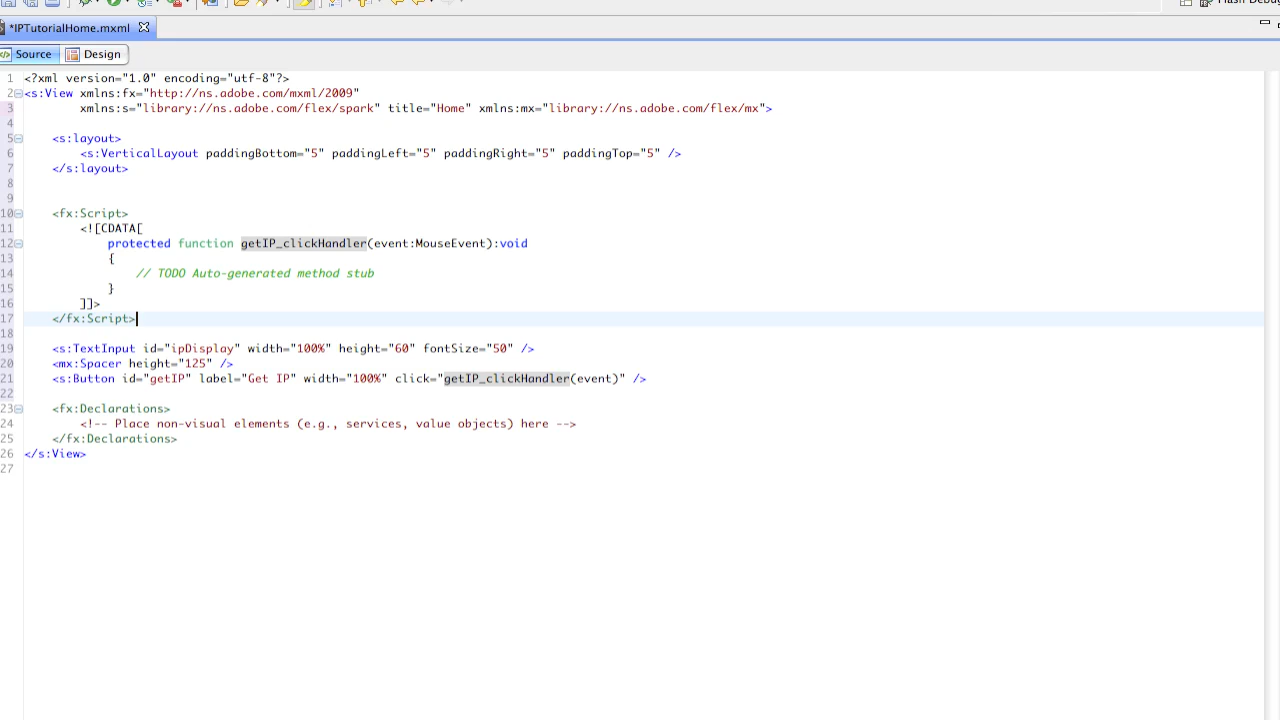 Flash Debug
*IPTutorialHome.mxml
Source Design
1 <?xml version="1.0" encoding="utf-8"?>
2 <s:View xmlns:fx="http://ns.adobe.com/mxml/2009"
3 xmlns:s="library://ns.adobe.com/flex/spark" title="Home" xmlns:mx="library://ns.adobe.com/flex/mx">
4
5 <s:layout>
6 <s:VerticalLayout paddingBottom="5" paddingLeft="5" paddingRight="5" paddingTop="5" />
7 </s:layout>
8
9
10 <fx:Script>
11 <![CDATA[
12 protected function getIP_clickHandler(event:MouseEvent):void
13 {
14 // TODO Auto-generated method stub
15 }
16 ]]>
17 </fx:Script>
18
19 <s:TextInput id="ipDisplay" width="100%" height="60" fontSize="50" />
20 <mx:Spacer height="125" />
21 <s:Button id="getIP" label="Get IP" width="100%" click="getIP_clickHandler(event)" />
22
23 <fx:Declarations>
24 <!-- Place non-visual elements (e.g., services, value objects) here -->
25 </fx:Declarations>
26 </s:View>
27